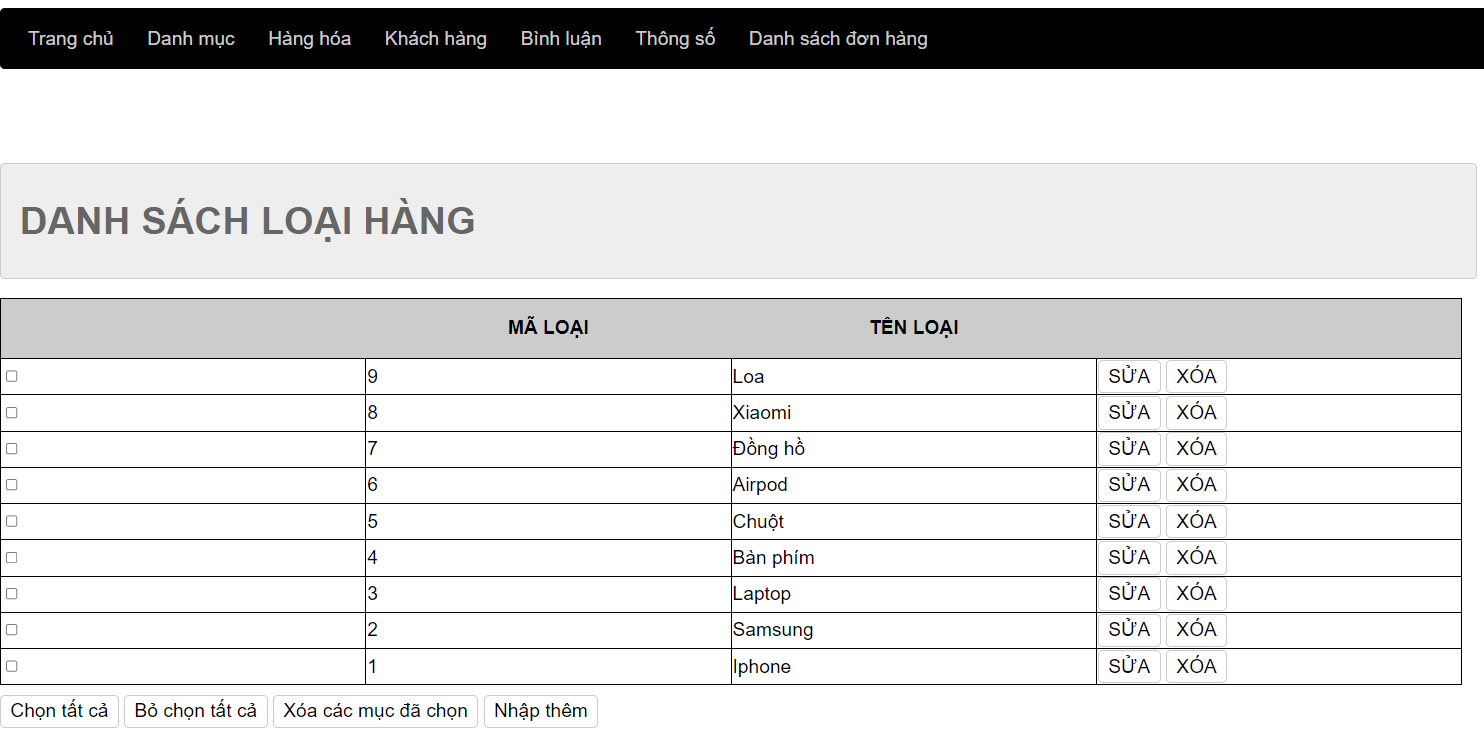 Trang chủ Danh mục Hàng hóa Khách hàng Bình luận Thông số Danh sách đơn hàng
DANH SÁCH LOẠI HÀNG
MÃ LOẠI TÊN LOẠI
9 Loa SỬA XÓA
8 Xiaomi SỬA XÓA
7 Đồng hồ SỬA XÓA
6 Airpod SỬA XÓA
5 Chuột SỬA XÓA
4 Bàn phím SỬA XÓA
3 Laptop SỬA XÓA
2 Samsung SỬA XÓA
1 Iphone SỬA XÓA
Chọn tất cả Bỏ chọn tất cả Xóa các mục đã chọn Nhập thêm